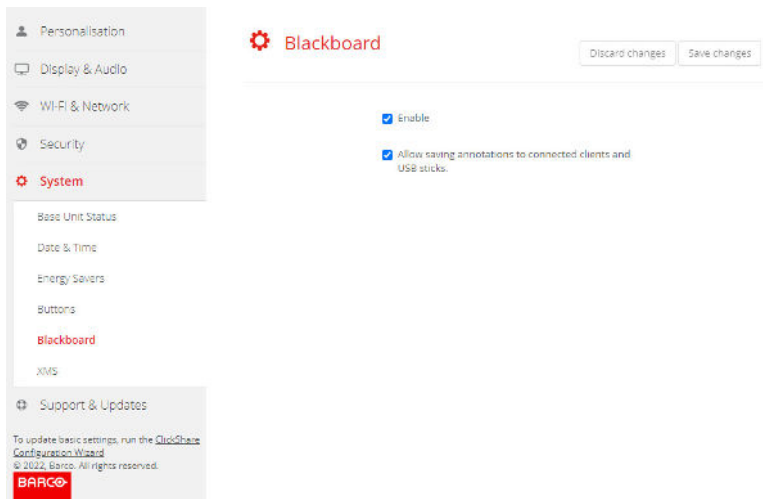 Personalisation
Display & Audio
Wi-Fi & Network
Security
System
Base Unit Status
Date & Time
Energy Savers
Buttons
Blackboard
XMS
Support & Updates
To update basic settings, run the ClickShare
Configuration Wizard
© 2022, Barco. All rights reserved.
BARCO
Blackboard
Discard changes
Save changes
Enable
Allow saving annotations to connected clients and
USB sticks.